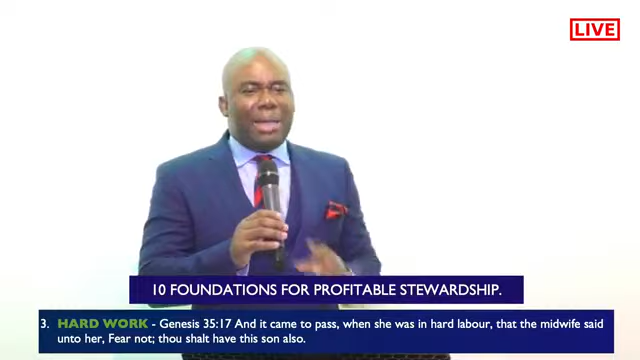 LIVE
10 FOUNDATIONS FOR PROFITABLE STEWARDSHIP.
3. HARD WORK - Genesis 35:17 And it came to pass, when she was in hard labour, that the midwife said
unto her, Fear not; thou shalt have this son also.